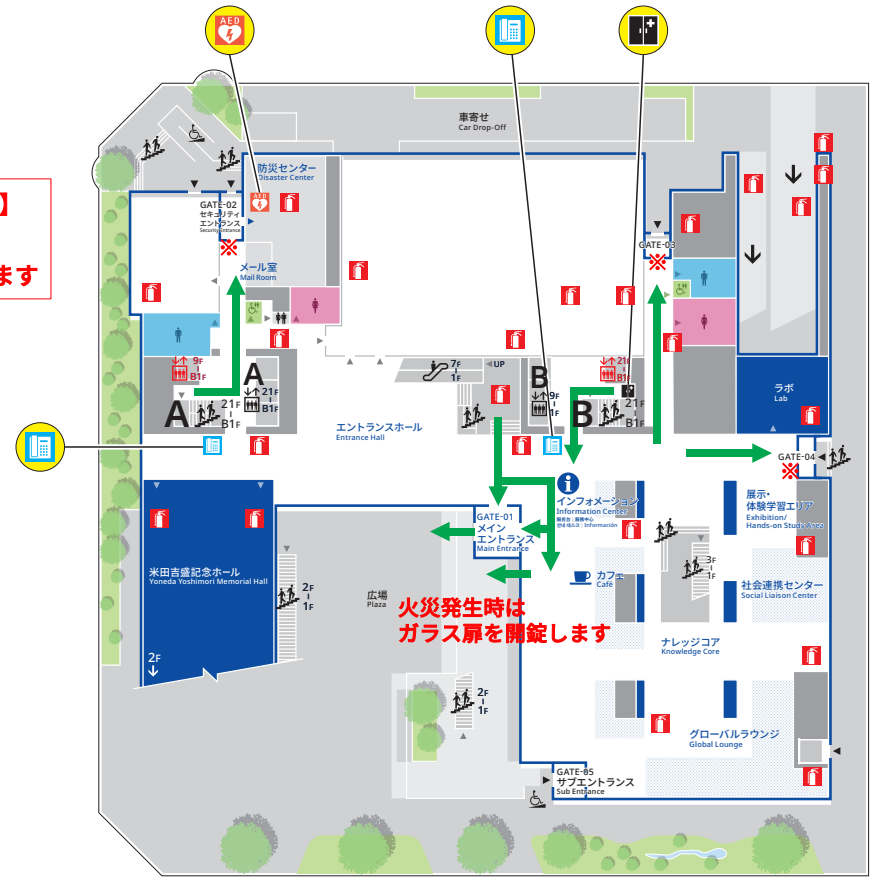 AED
車寄せ
Car Drop-Off
防災センター
Disaster Center
AED
】
ます
GATE-02
セキュリティ
エントランス
Security Entrance
※
メール室
Mail Room
GATE-03
※
9F
B1F
A
A
21F
B1F
21F
B1F
7F
1F
UP
B
9F
1F
B
21F
B1F
21F
B1F
ラボ
Lab
エントランスホール
Entrance Hall
GATE-04
※
インフォメーション
Information Center
展示・
体験学習エリア
Exhibition/
Hands-on Study Area
GATE-01
メイン
エントランス
Main Entrance
米田吉盛記念ホール
Yoneda Yoshimori Memorial Hall
2F
1F
広場
Plaza
カフェ
Café
3F
1F
社会連携センター
Social Liaison Center
火災発生時は
ガラス扉を開錠します
ナレッジコア
Knowledge Core
2F
2F
1F
グローバルラウンジ
Global Lounge
GATE-05
サブエントランス
Sub Entrance